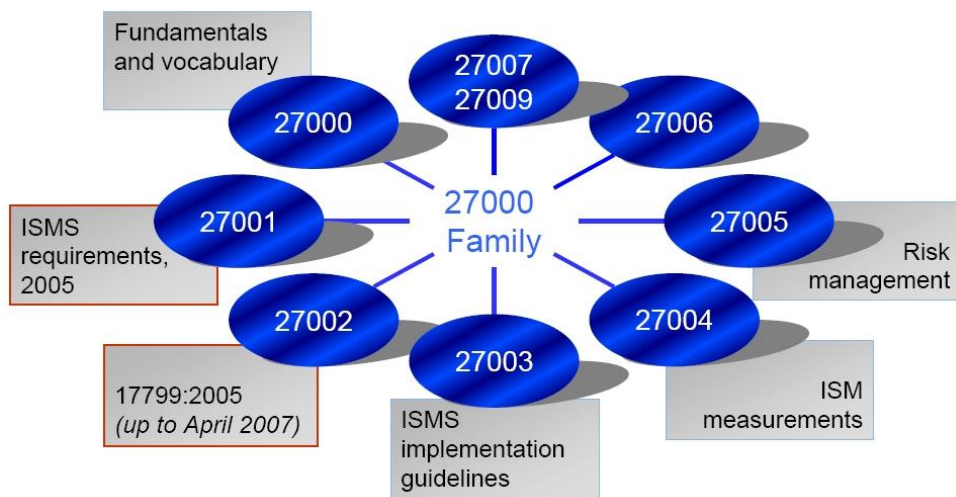 Fundamentals
and vocabulary
27000
27007
27009
27006
27001
ISMS
requirements,
2005
27000
Family
27005
Risk
management
27002
17799:2005
(up to April 2007)
27003
ISMS
implementation
guidelines
27004
ISM
measurements